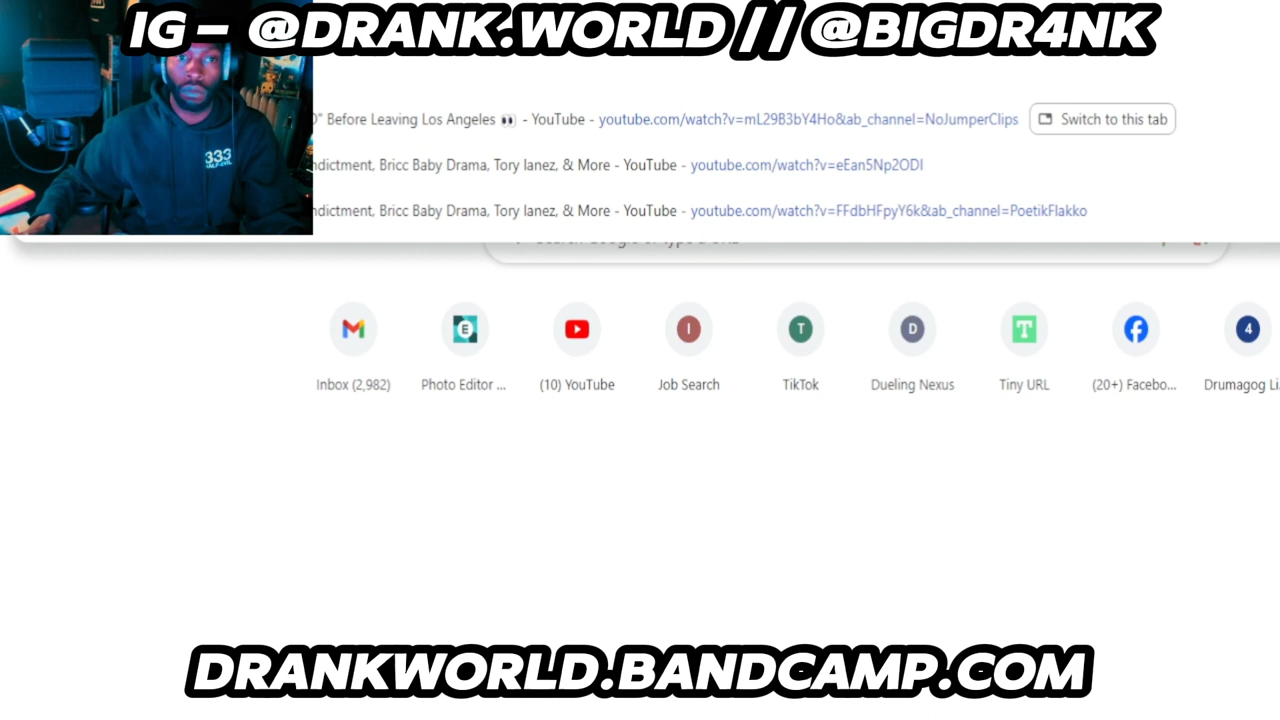 IG – @DRANK.WORLD // @BIGDR4NK
333
" Before Leaving Los Angeles 👀 - YouTube - youtube.com/watch?v=mL29B3bY4Ho&ab_channel=NoJumperClips
Switch to this tab
ndictment, Bricc Baby Drama, Tory lanez, & More - YouTube - youtube.com/watch?v=eEan5Np2ODI
ndictment, Bricc Baby Drama, Tory lanez, & More - YouTube - youtube.com/watch?v=FFdbHFpyY6k&ab_channel=PoetikFlakko
E
I
T
D
T
4
Inbox (2,982)
Photo Editor ...
(10) YouTube
Job Search
TikTok
Dueling Nexus
Tiny URL
(20+) Facebo...
Drumagog Li
DRANKWORLD.BANDCAMP.COM